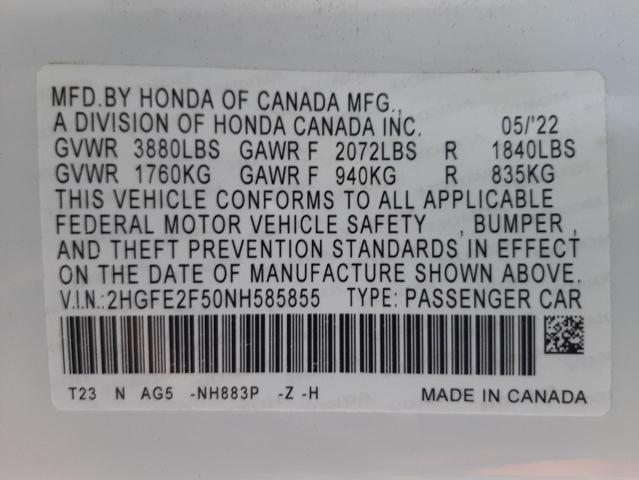 MFD.BY HONDA OF CANADA MFG.,
A DIVISION OF HONDA CANADA INC. 05/'22
GVWR 3880LBS GAWR F 2072LBS R 1840LBS
GVWR 1760KG GAWR F 940KG R 835KG
THIS VEHICLE CONFORMS TO ALL APPLICABLE
FEDERAL MOTOR VEHICLE SAFETY , BUMPER ,
AND THEFT PREVENTION STANDARDS IN EFFECT
ON THE DATE OF MANUFACTURE SHOWN ABOVE.
V.I.N.:2HGFE2F50NH585855 TYPE: PASSENGER CAR
T23 N AG5 -NH883P -Z -H MADE IN CANADA